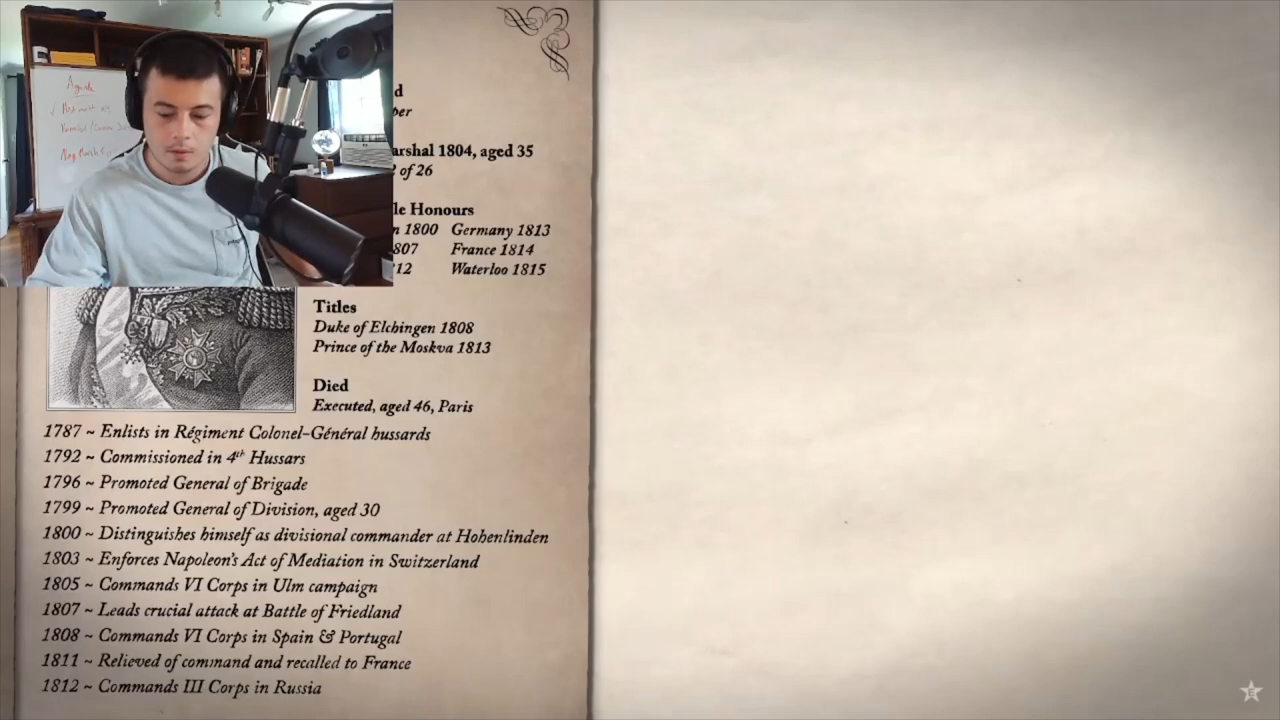 Agenda
d
per
arshal 1804, aged 35
2 of 26
le Honours
n 1800 Germany 1813
807 France 1814
12 Waterloo 1815
Titles
Duke of Elchingen 1808
Prince of the Moskva 1813
Died
Executed, aged 46, Paris
1787 ~ Enlists in Régiment Colonel-Général hussards
1792 ~ Commissioned in 4th Hussars
1796 ~ Promoted General of Brigade
1799 ~ Promoted General of Division, aged 30
1800 ~ Distinguishes himself as divisional commander at Hohenlinden
1803 ~ Enforces Napoleon's Act of Mediation in Switzerland
1805 ~ Commands VI Corps in Ulm campaign
1807 ~ Leads crucial attack at Battle of Friedland
1808 ~ Commands VI Corps in Spain & Portugal
1811 ~ Relieved of command and recalled to France
1812 ~ Commands III Corps in Russia
E